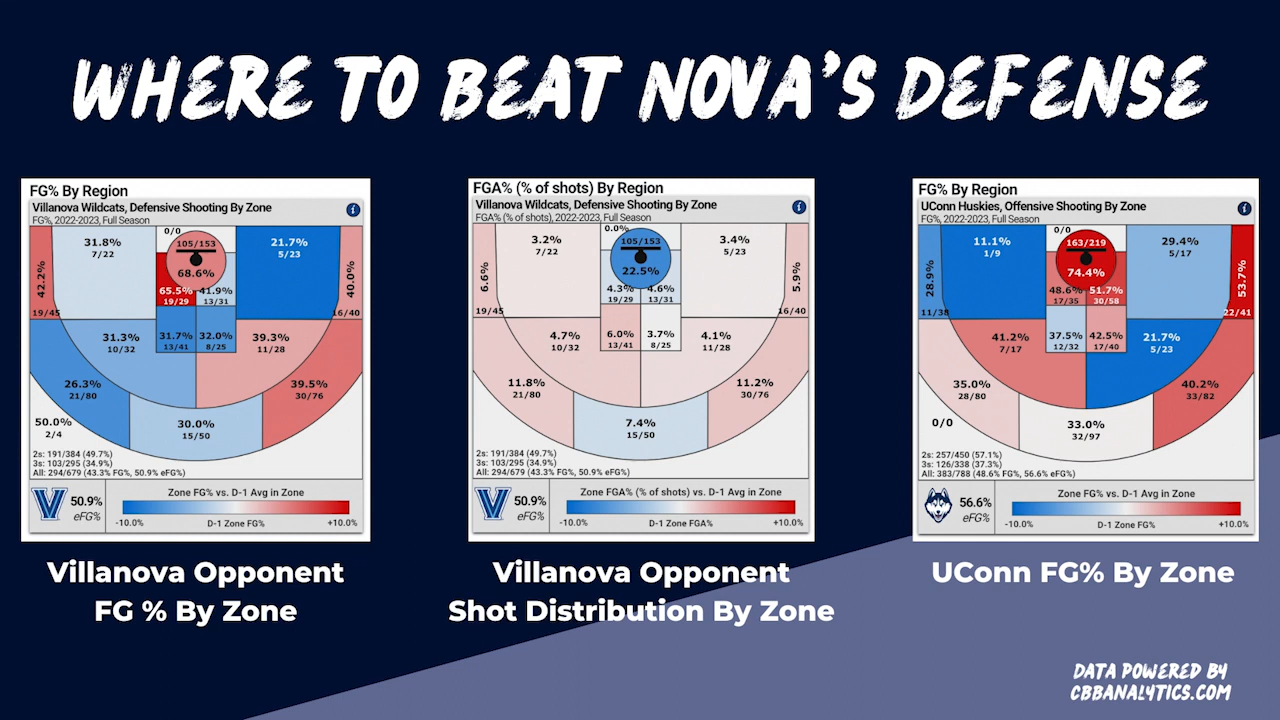 WHERE TO BEAT NOVA'S DEFENSE
FG% By Region
Villanova Wildcats, Defensive Shooting By Zone
FG%, 2022-2023, Full Season
0/0
105/153
68.6%
31.8%
7/22
21.7%
5/23
42.2%
19/45
40.0%
16/40
65.5%
19/29
41.9%
13/31
31.7%
13/41
32.0%
8/25
31.3%
10/32
39.3%
11/28
26.3%
21/80
39.5%
30/76
30.0%
15/50
50.0%
2/4
2s: 191/384 (49.7%)
3s: 103/295 (34.9%)
All: 294/679 (43.3% FG%, 50.9% eFG%)
50.9%
eFG%
Zone FG% vs. D-1 Avg in Zone
-10.0% D-1 Zone FG% +10.0%
Villanova Opponent
FG % By Zone
FGA% (% of shots) By Region
Villanova Wildcats, Defensive Shooting By Zone
FGA% (% of shots), 2022-2023, Full Season
0.0%
105/153
22.5%
3.2%
7/22
3.4%
5/23
6.6%
19/45
5.9%
16/40
4.3%
19/29
4.6%
13/31
6.0%
13/41
3.7%
8/25
4.7%
10/32
4.1%
11/28
11.8%
21/80
11.2%
30/76
7.4%
15/50
2s: 191/384 (49.7%)
3s: 103/295 (34.9%)
All: 294/679 (43.3% FG%, 50.9% eFG%)
50.9%
eFG%
Zone FGA% (% of shots) vs. D-1 Avg in Zone
-10.0% D-1 Zone FGA% +10.0%
Villanova Opponent
Shot Distribution By Zone
FG% By Region
UConn Huskies, Offensive Shooting By Zone
FG%, 2022-2023, Full Season
0/0
163/219
74.4%
11.1%
1/9
29.4%
5/17
28.9%
11/38
53.7%
22/41
48.6%
17/35
51.7%
30/58
37.5%
12/32
42.5%
17/40
41.2%
7/17
21.7%
5/23
35.0%
28/80
40.2%
33/82
33.0%
32/97
0/0
2s: 257/450 (57.1%)
3s: 126/338 (37.3%)
All: 383/788 (48.6% FG%, 56.6% eFG%)
56.6%
eFG%
Zone FG% vs. D-1 Avg in Zone
-10.0% D-1 Zone FG% +10.0%
UConn FG% By Zone
DATA POWERED BY
CBBANALYTICS.COM